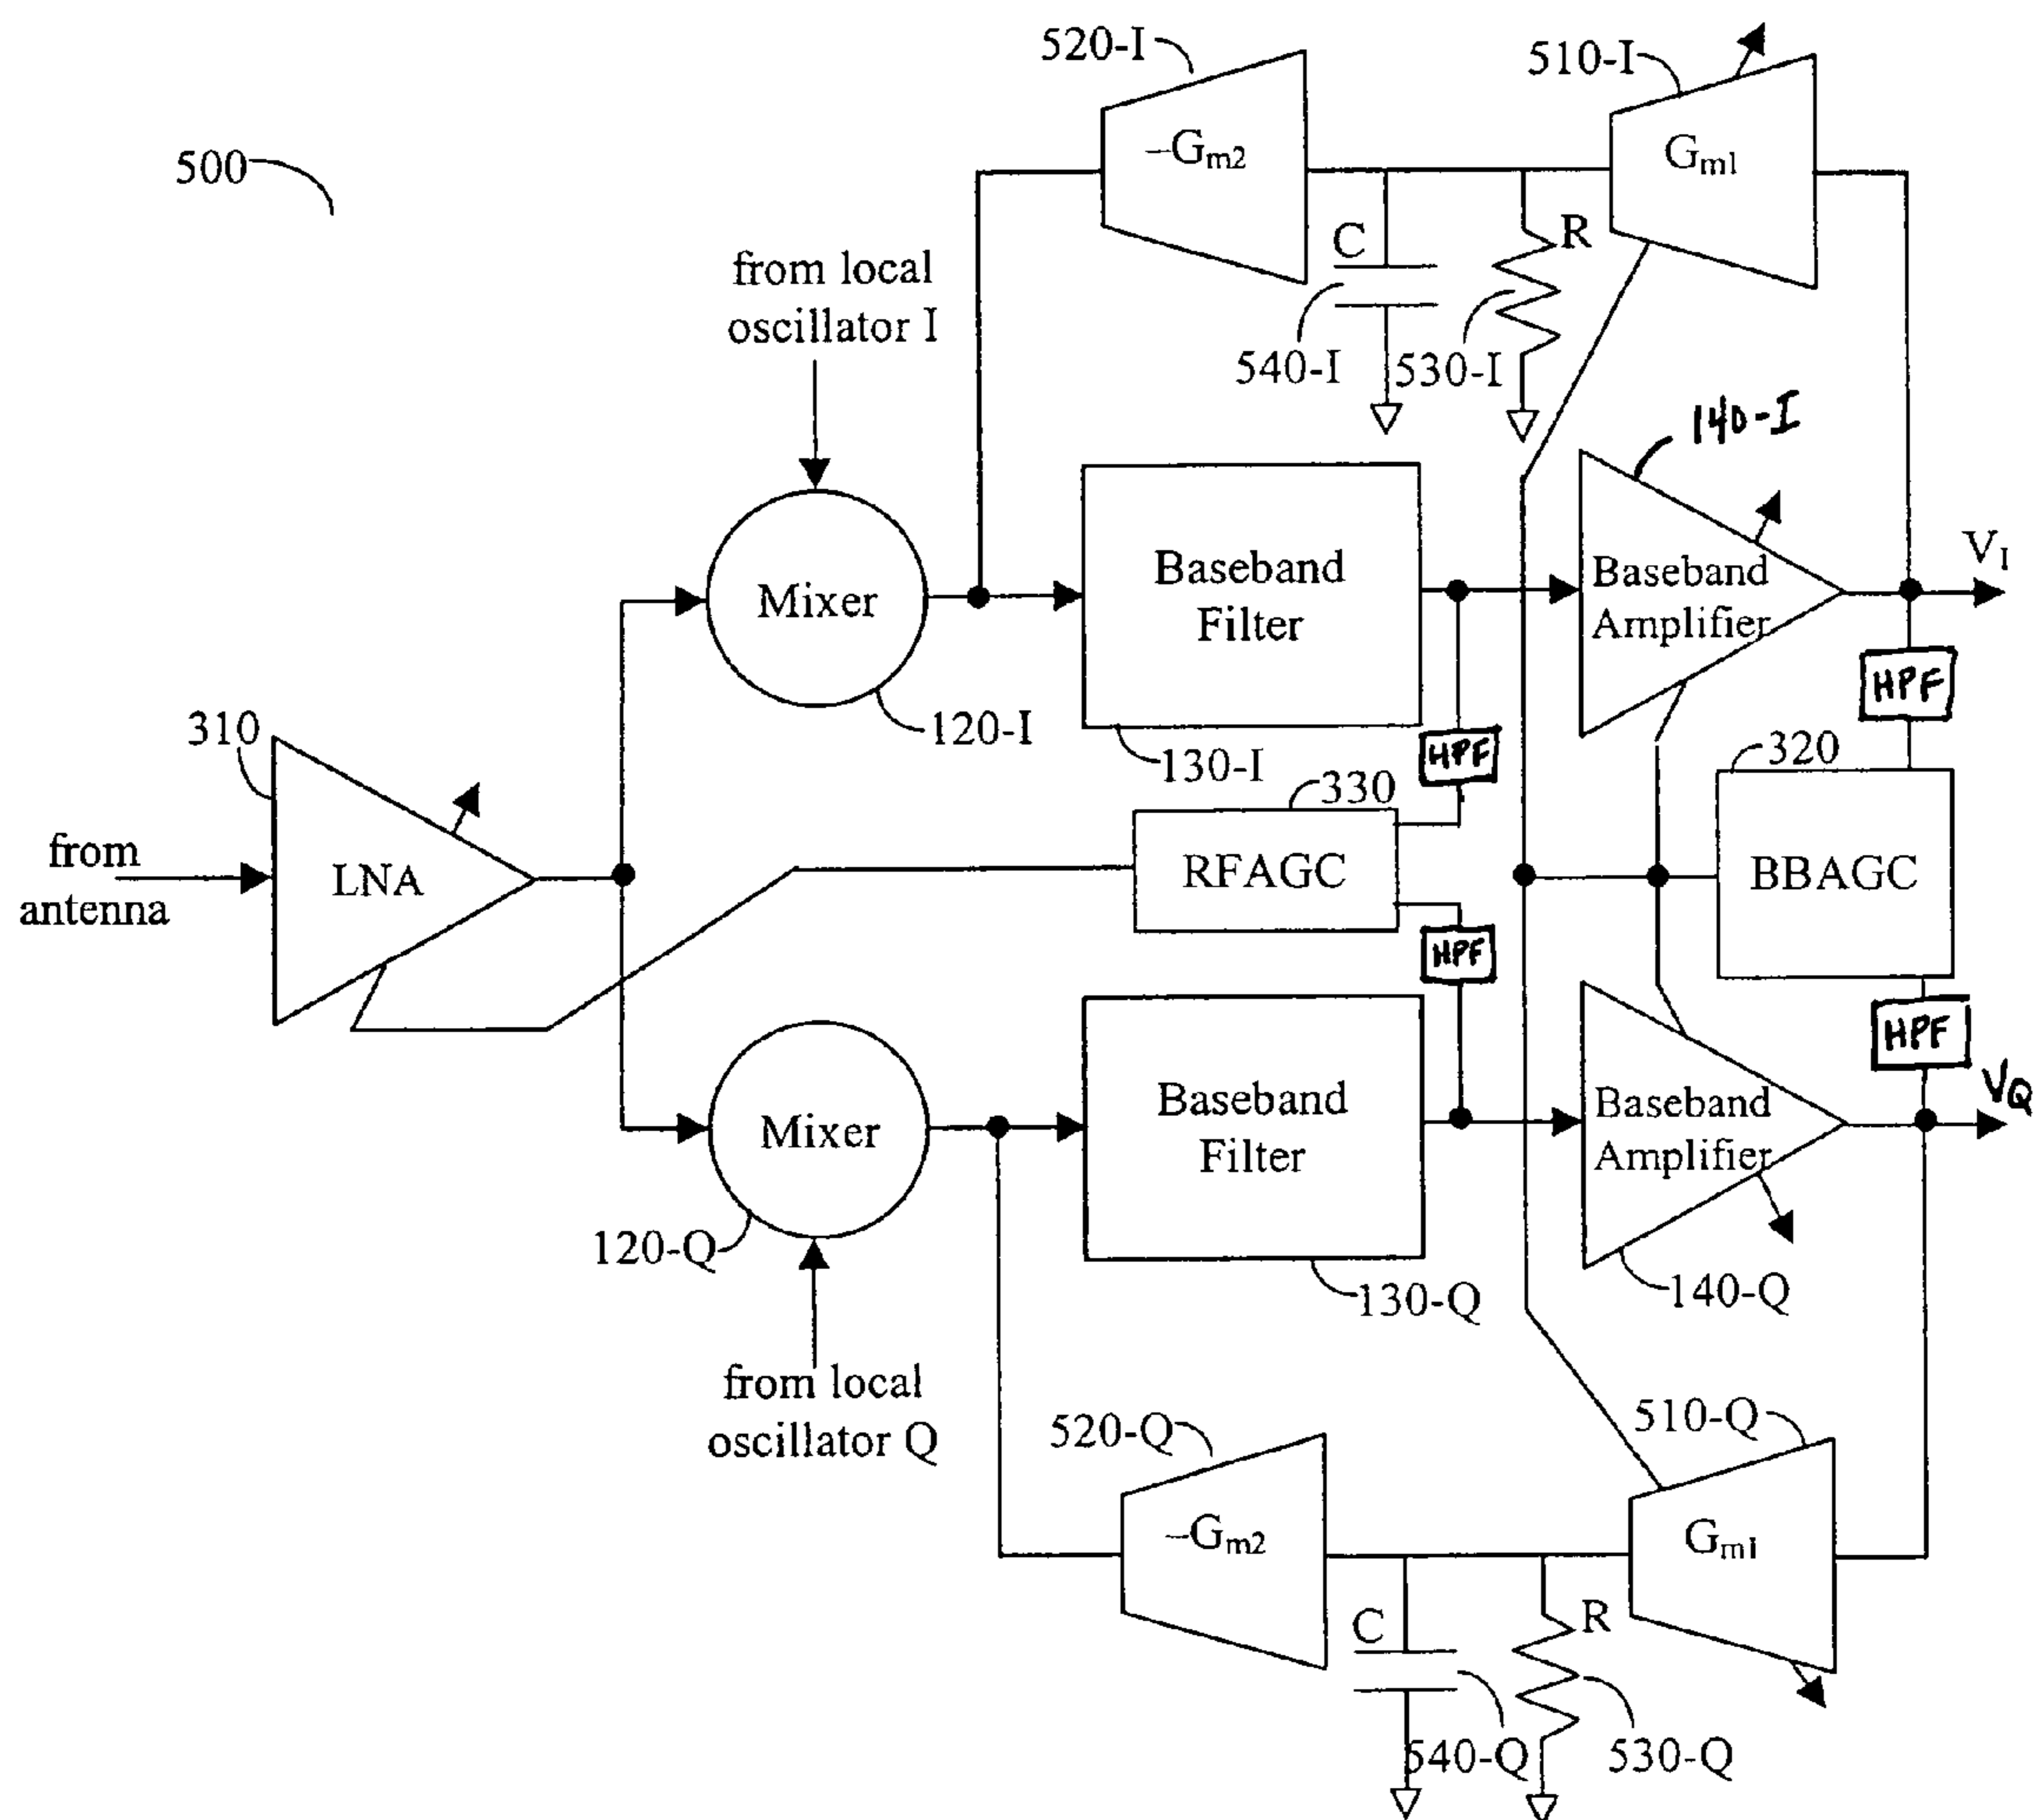 520-I
510-I
–Gm2
Gm1
500
C
R
from local
oscillator I
540-I
530-I
140-I
Mixer
Baseband
Filter
Baseband
Amplifier
VI
HPF
120-I
130-I
HPF
310
320
330
from
antenna
LNA
RFAGC
BBAGC
HPF
HPF
VQ
Mixer
Baseband
Filter
Baseband
Amplifier
120-Q
130-Q
140-Q
from local
oscillator Q
520-Q
510-Q
–Gm2
Gm1
C
R
540-Q
530-Q